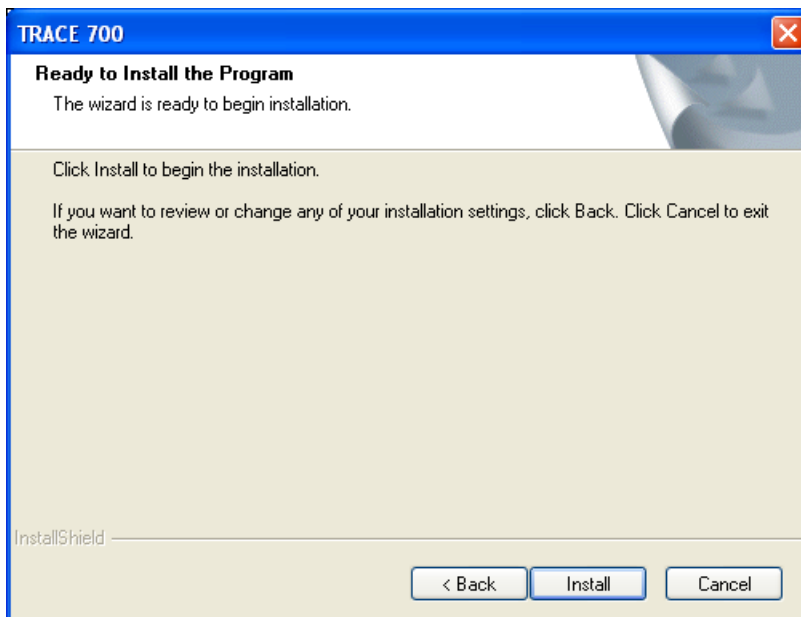 TRACE 700
Ready to Install the Program
The wizard is ready to begin installation.
Click Install to begin the installation.
If you want to review or change any of your installation settings, click Back. Click Cancel to exit
the wizard.
InstallShield
< Back
Install
Cancel